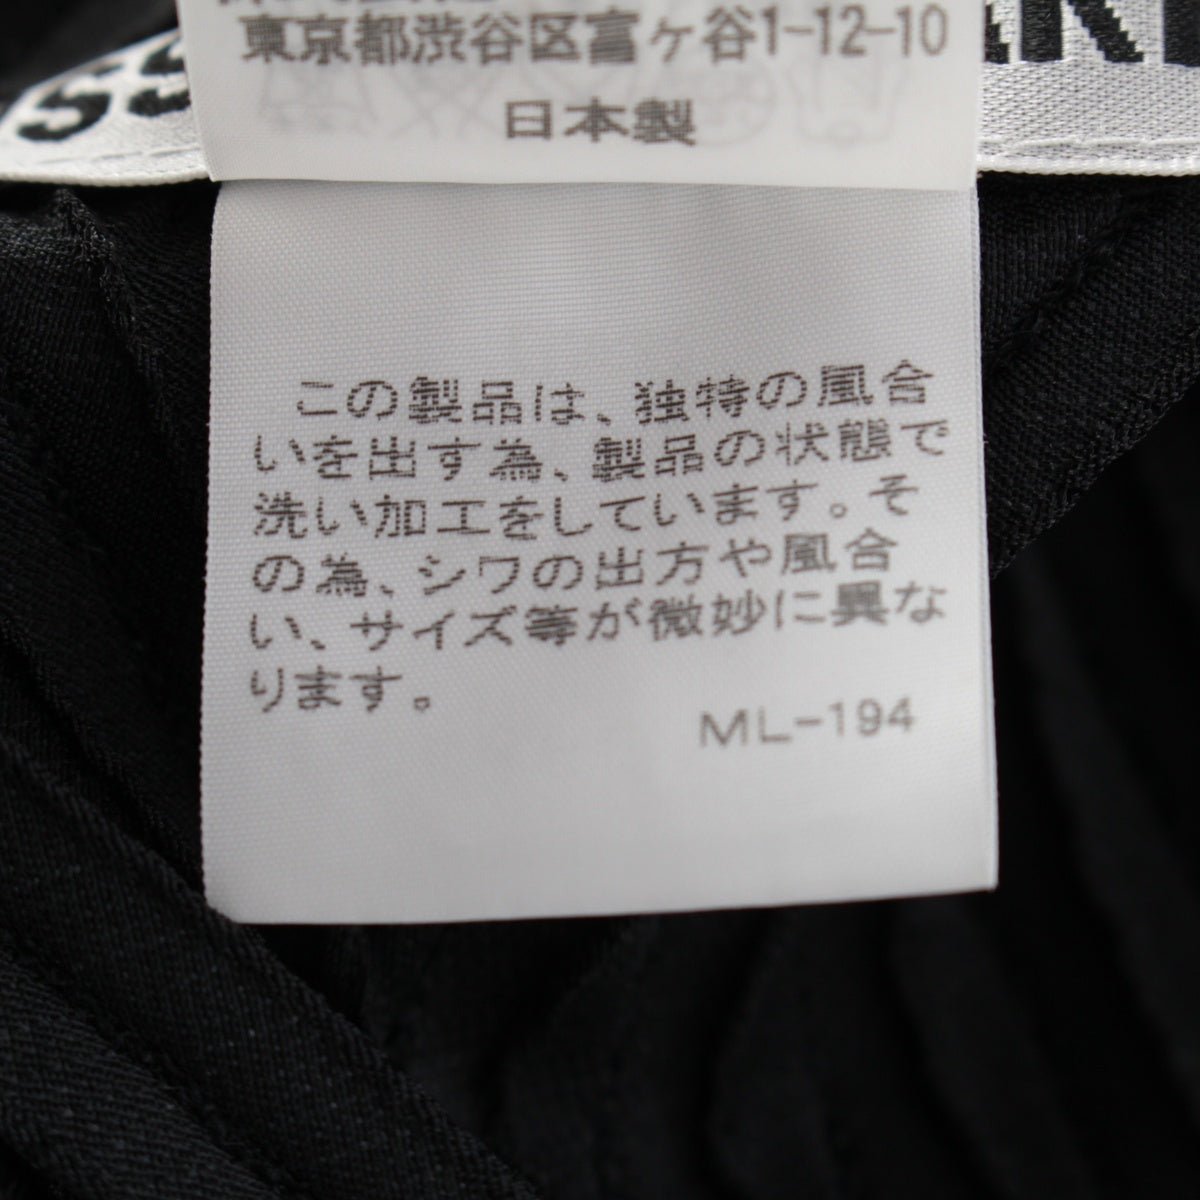 東京都渋谷区富ヶ谷1-12-10
日本製
この製品は、独特の風合
いを出す為、製品の状態で
洗い加工をしています。そ
の為、シワの出方や風合
い、サイズ等が微妙に異な
ります。
ML-194